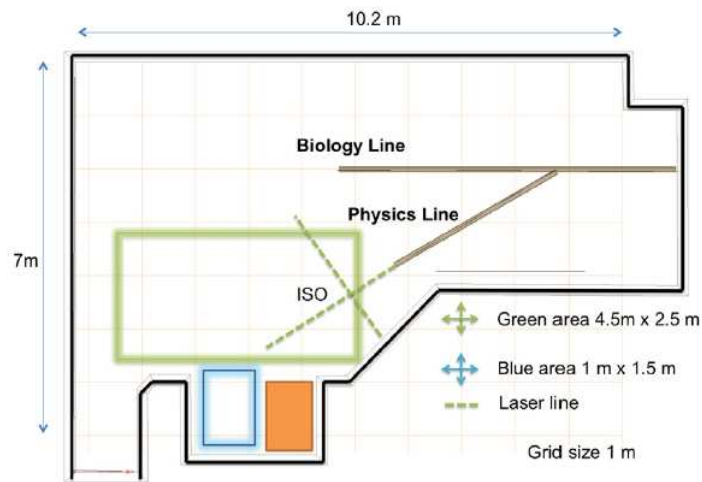 10.2 m
Biology Line
Physics Line
7m
ISO
Green area 4.5m x 2.5 m
Blue area 1 m x 1.5 m
Laser line
Grid size 1 m